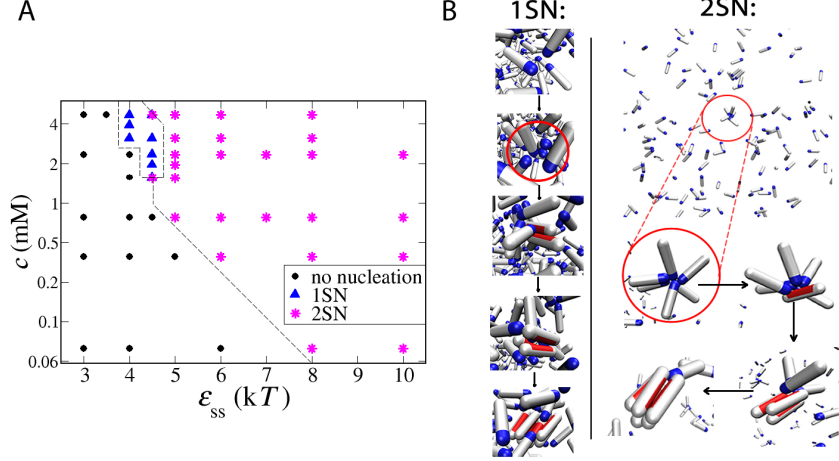 A
B
1SN:
2SN:
4
2
1
0.5
0.2
0.1
0.06
c (mM)
no nucleation
1SN
2SN
3 4 5 6 7 8 9 10
εss (kT)